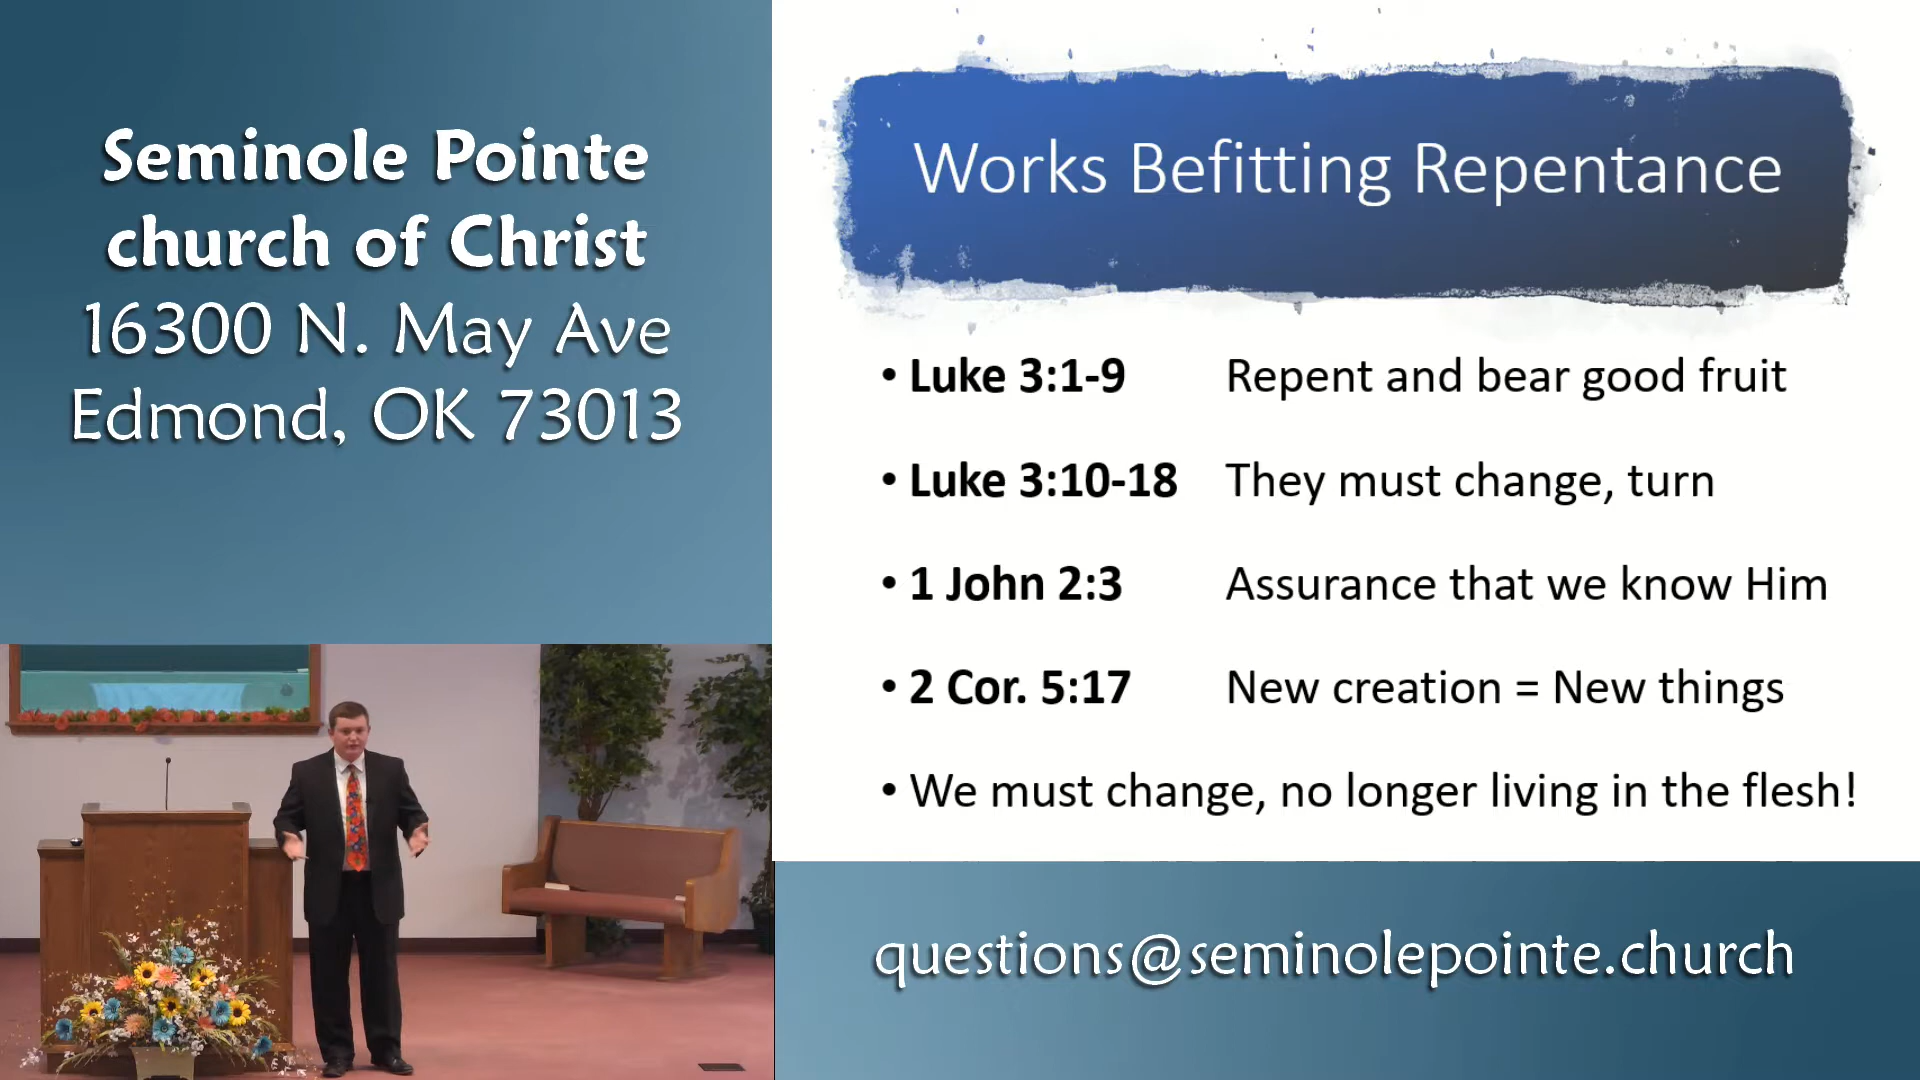 Seminole Pointe
church of Christ
16300 N. May Ave
Edmond, OK 73013
Works Befitting Repentance
• Luke 3:1-9 Repent and bear good fruit
• Luke 3:10-18 They must change, turn
• 1 John 2:3 Assurance that we know Him
• 2 Cor. 5:17 New creation = New things
• We must change, no longer living in the flesh!
questions@seminolepointe.church